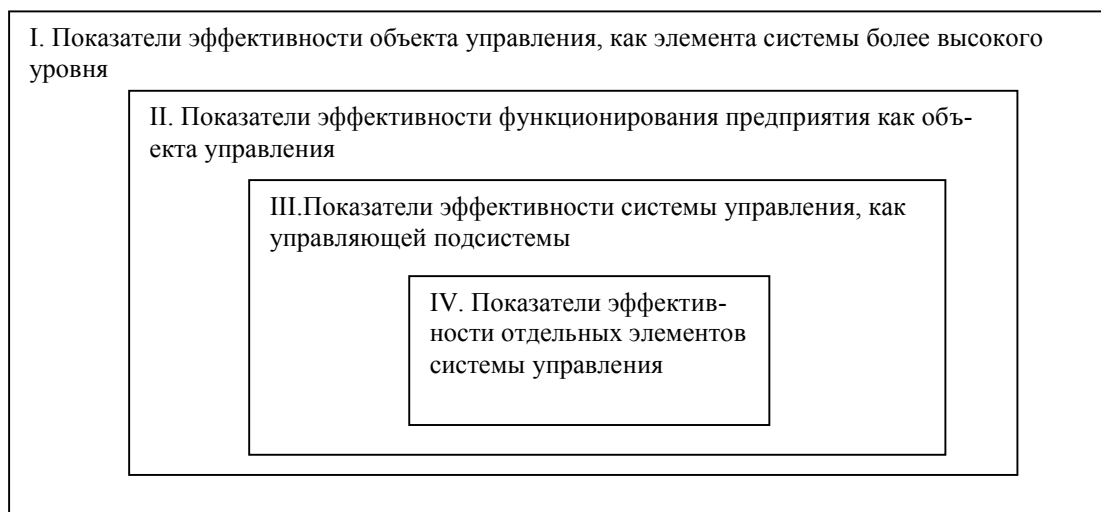 I. Показатели эффективности объекта управления, как элемента системы более высокого
уровня
II. Показатели эффективности функционирования предприятия как объ-
екта управления
III.Показатели эффективности системы управления, как
управляющей подсистемы
IV. Показатели эффектив-
ности отдельных элементов
системы управления